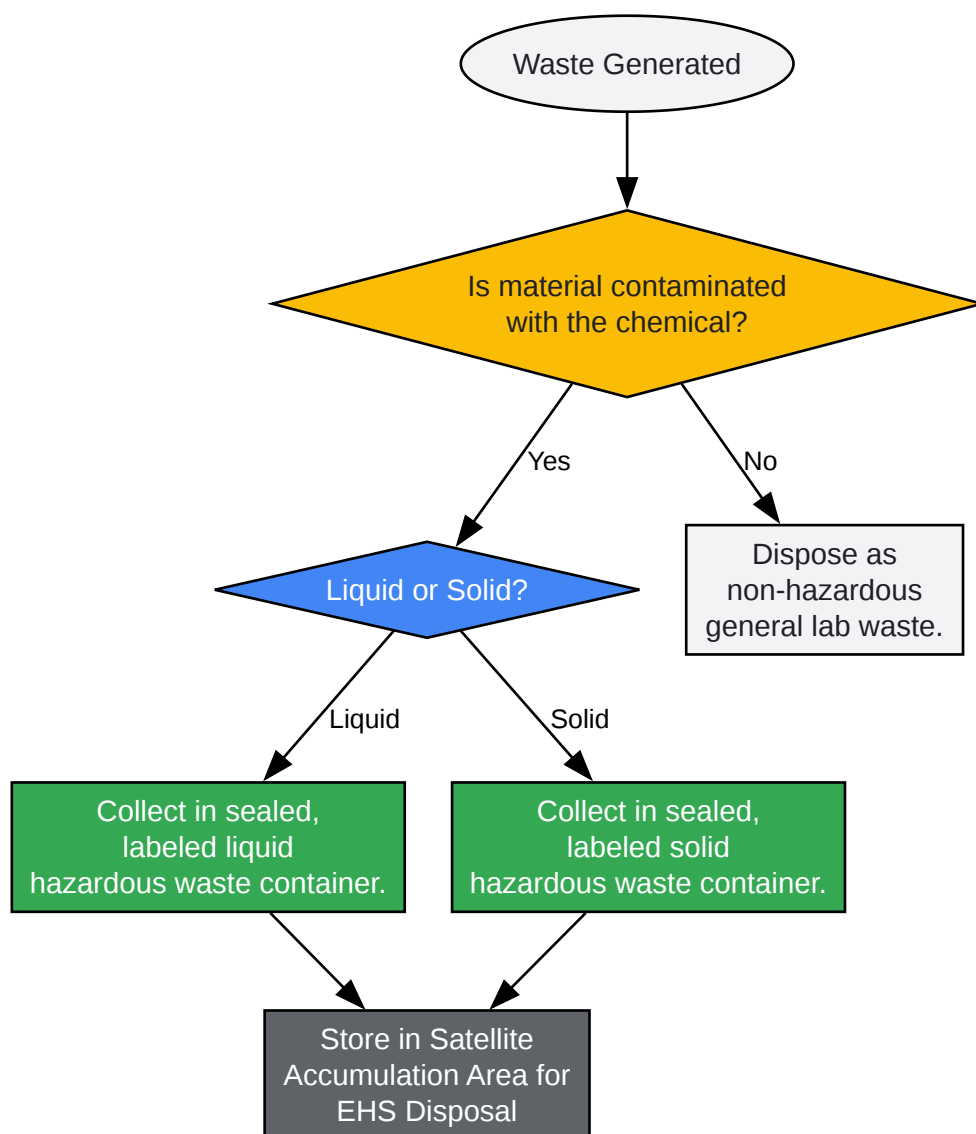 Waste Generated
Is material contaminated
with the chemical?
Yes
No
Liquid or Solid?
Dispose as
non-hazardous
general lab waste.
Liquid
Solid
Collect in sealed,
labeled liquid
hazardous waste container.
Collect in sealed,
labeled solid
hazardous waste container.
Store in Satellite
Accumulation Area for
EHS Disposal